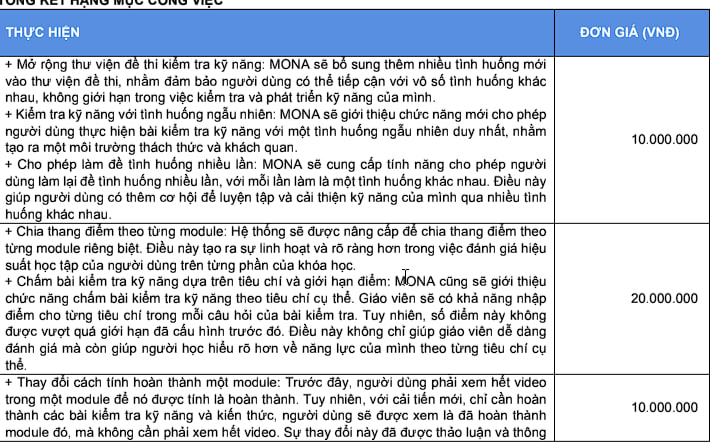 TỔNG KẾT HẠNG MỤC CÔNG VIỆC
THỰC HIỆN
ĐƠN GIÁ (VNĐ)
+ Mở rộng thư viện đề thi kiểm tra kỹ năng: MONA sẽ bổ sung thêm nhiều tình huống mới
vào thư viện đề thi, nhằm đảm bảo người dùng có thể tiếp cận với vô số tình huống khác
nhau, không giới hạn trong việc kiểm tra và phát triển kỹ năng của mình.
+ Kiểm tra kỹ năng với tình huống ngẫu nhiên: MONA sẽ giới thiệu chức năng mới cho phép
người dùng thực hiện bài kiểm tra kỹ năng với một tình huống ngẫu nhiên duy nhất, nhằm
tạo ra một môi trường thách thức và khách quan.
+ Cho phép làm đề tình huống nhiều lần: MONA sẽ cung cấp tính năng cho phép người
dùng làm lại đề tình huống nhiều lần, với mỗi lần làm là một tình huống khác nhau. Điều này
giúp người dùng có thêm cơ hội để luyện tập và cải thiện kỹ năng của mình qua nhiều tình
huống khác nhau.
10.000.000
+ Chia thang điểm theo từng module: Hệ thống sẽ được nâng cấp để chia thang điểm theo
từng module riêng biệt. Điều này tạo ra sự linh hoạt và rõ ràng hơn trong việc đánh giá hiệu
suất học tập của người dùng trên từng phần của khóa học.
+ Chấm bài kiểm tra kỹ năng dựa trên tiêu chí và giới hạn điểm: MONA cũng sẽ giới thiệu
chức năng chấm bài kiểm tra kỹ năng theo tiêu chí cụ thể. Giáo viên sẽ có khả năng nhập
điểm cho từng tiêu chí trong mỗi câu hỏi của bài kiểm tra. Tuy nhiên, số điểm này không
được vượt quá giới hạn đã cấu hình trước đó. Điều này không chỉ giúp giáo viên dễ dàng
đánh giá mà còn giúp người học hiểu rõ hơn về năng lực của mình theo từng tiêu chí cụ
thể.
20.000.000
+ Thay đổi cách tính hoàn thành một module: Trước đây, người dùng phải xem hết video
trong một module để nó được tính là hoàn thành. Tuy nhiên, với cải tiến mới, chỉ cần hoàn
thành các bài kiểm tra kỹ năng và kiến thức, người dùng sẽ được xem là đã hoàn thành
module đó, mà không cần phải xem hết video. Sự thay đổi này đã được thảo luận và thông
10.000.000